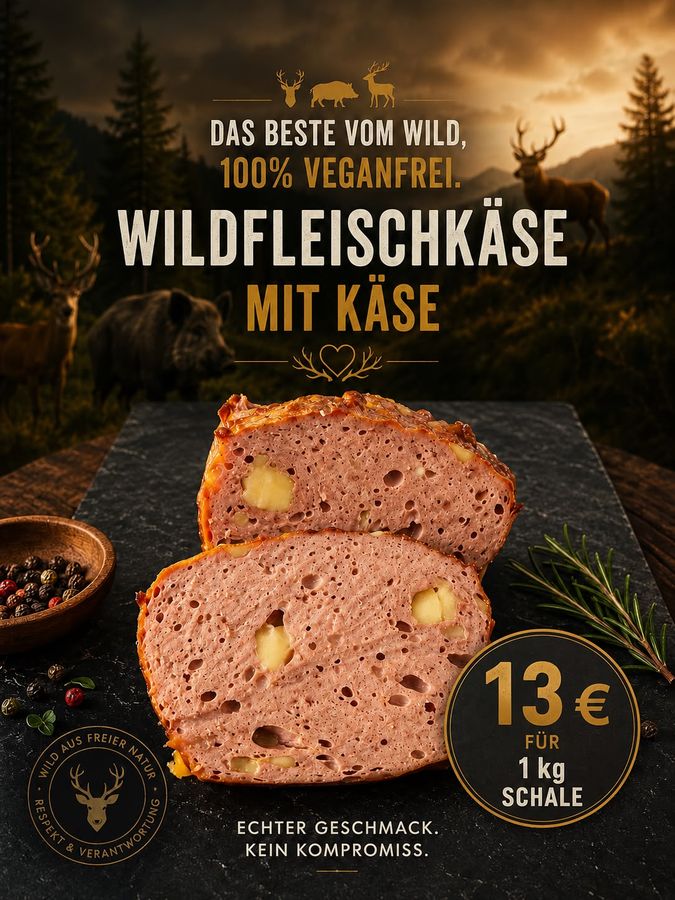 DAS BESTE VOM WILD,
100% VEGANFREI.
WILDFLEISCHKÄSE
MIT KÄSE
13 €
FÜR
1 kg
SCHALE
WILD AUS FREIER NATUR
RESPEKT & VERANTWORTUNG
ECHTER GESCHMACK.
KEIN KOMPROMISS.